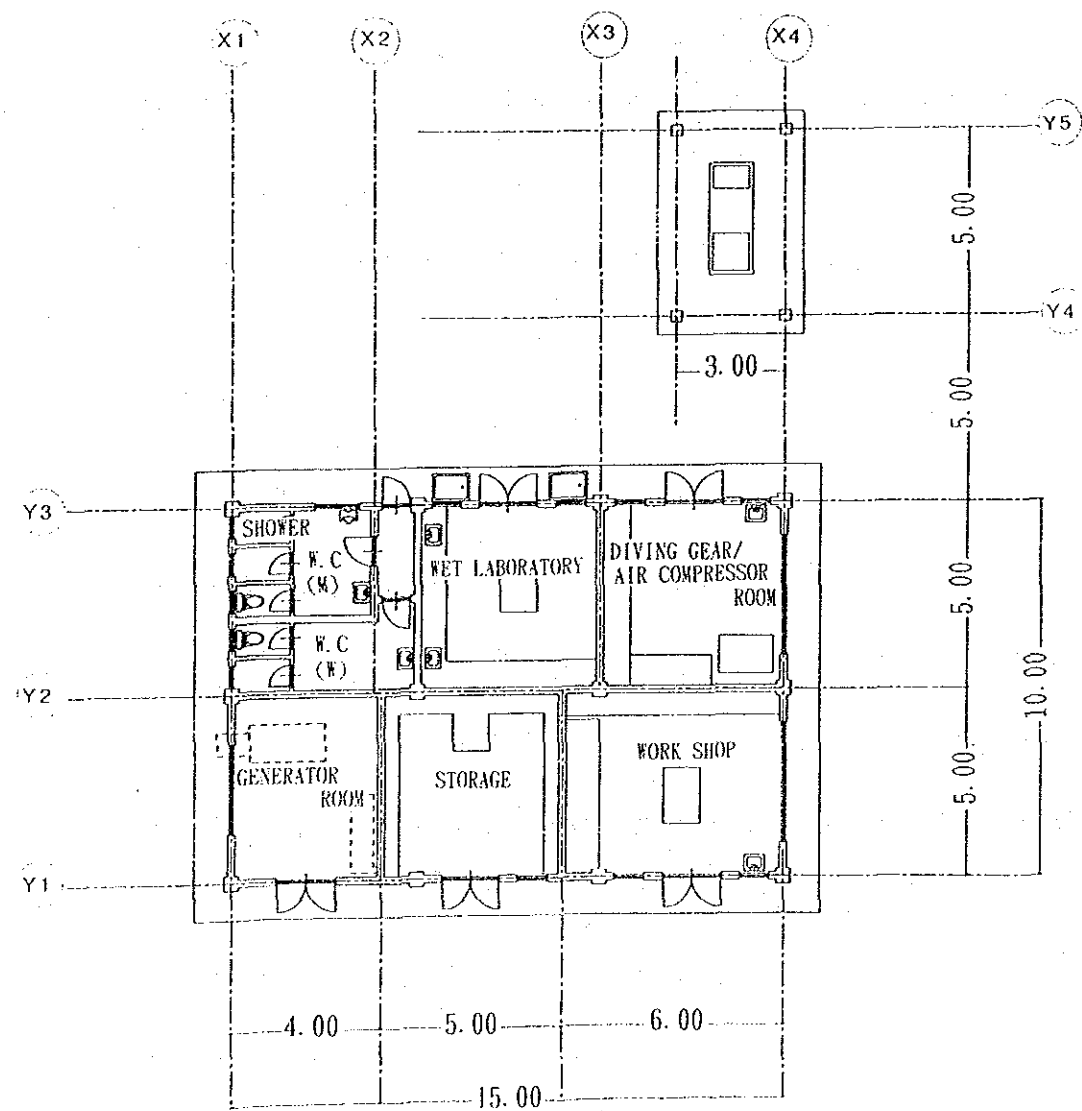 X1
X2
X3
X4
Y5
5.00
Y4
3.00
5.00
Y3
SHOWER
W.C
(M)
WET LABORATORY
DIVING GEAR/
AIR COMPRESSOR
ROOM
5.00
W.C
(W)
10.00
Y2
GENERATOR
ROOM
STORAGE
WORK SHOP
5.00
Y1
4.00
5.00
6.00
15.00